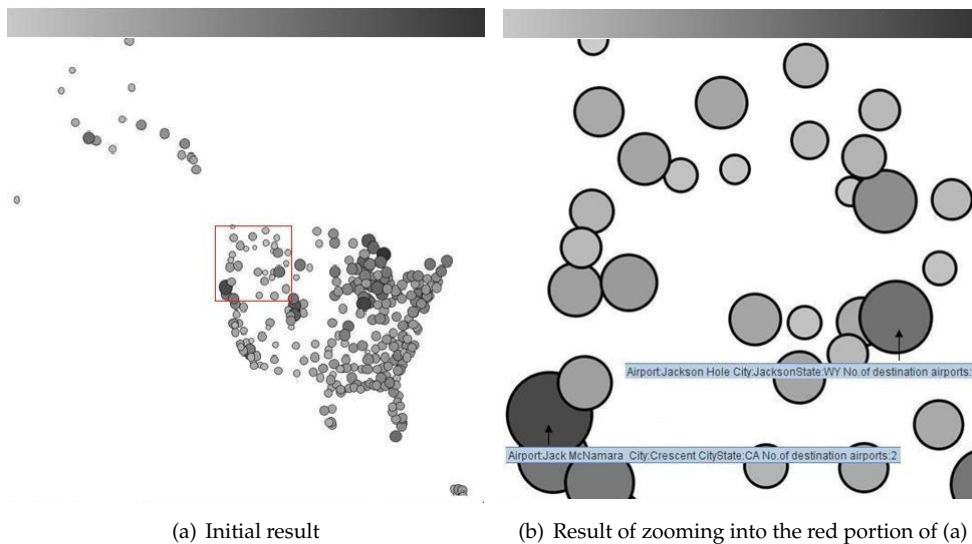 Airport:Jackson Hole City:JacksonState:WY No.of destination airports:
Airport:Jack McNamara City:Crescent CityState:CA No.of destination airports:2
(a) Initial result
(b) Result of zooming into the red portion of (a)